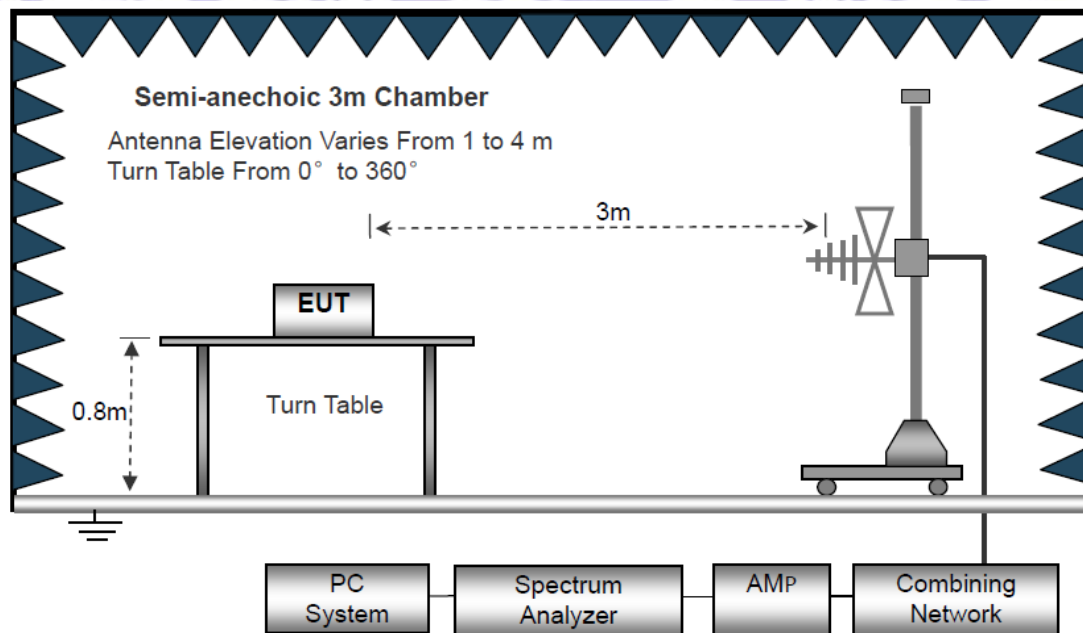 Semi-anechoic 3m Chamber
Antenna Elevation Varies From 1 to 4 m
Turn Table From 0° to 360°
3m
EUT
0.8m
Turn Table
PC
System
Spectrum
Analyzer
AMP
Combining
Network